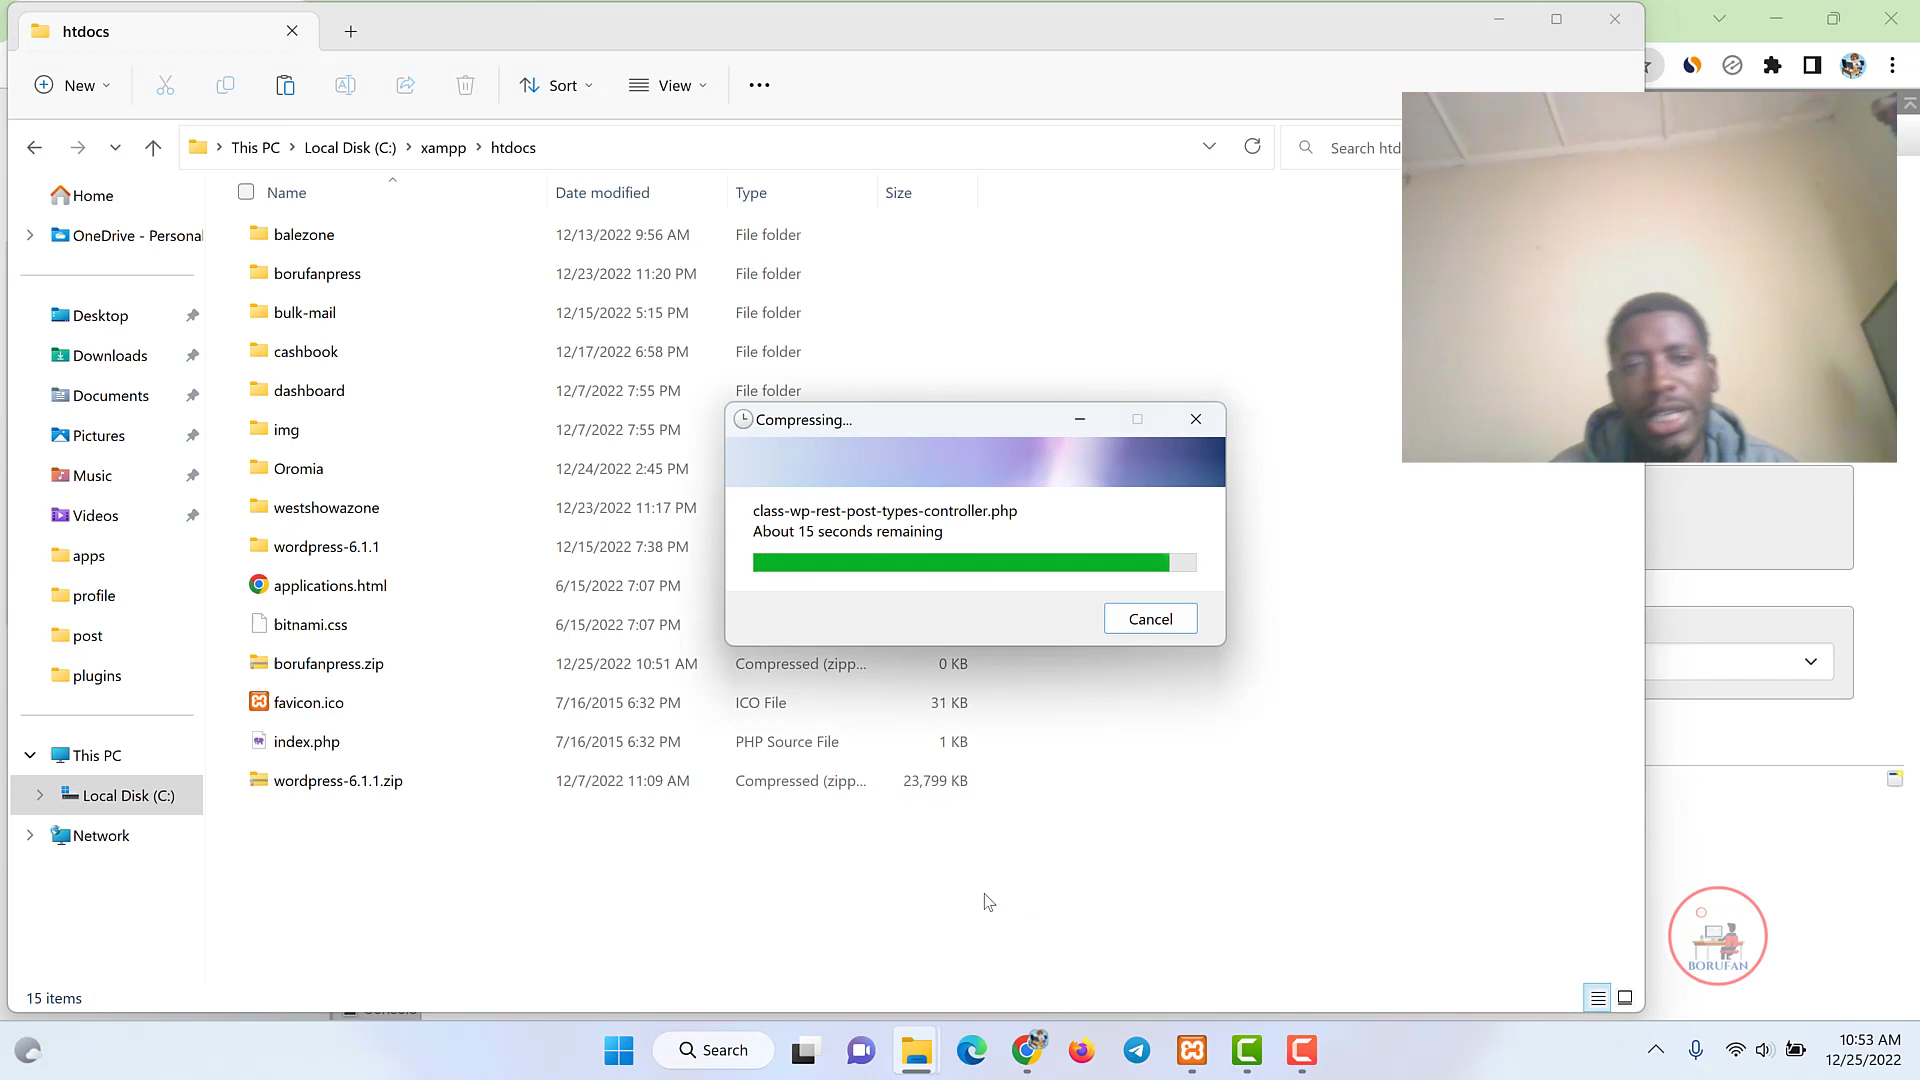 htdocs
New
Sort
View
This PC
Local Disk (C:)
xampp
htdocs
Search htd
Name
Date modified
Type
Size
Home
OneDrive - Personal
Desktop
Downloads
Documents
Pictures
Music
Videos
apps
profile
post
plugins
This PC
Local Disk (C:)
Network
balezone 12/13/2022 9:56 AM File folder
borufanpress 12/23/2022 11:20 PM File folder
bulk-mail 12/15/2022 5:15 PM File folder
cashbook 12/17/2022 6:58 PM File folder
dashboard 12/7/2022 7:55 PM File folder
img 12/7/2022 7:55 PM
Oromia 12/24/2022 2:45 PM
westshowazone 12/23/2022 11:17 PM
wordpress-6.1.1 12/15/2022 7:38 PM
applications.html 6/15/2022 7:07 PM
bitnami.css 6/15/2022 7:07 PM
borufanpress.zip 12/25/2022 10:51 AM Compressed (zipp... 0 KB
favicon.ico 7/16/2015 6:32 PM ICO File 31 KB
index.php 7/16/2015 6:32 PM PHP Source File 1 KB
wordpress-6.1.1.zip 12/7/2022 11:09 AM Compressed (zipp... 23,799 KB
Compressing...
class-wp-rest-post-types-controller.php
About 15 seconds remaining
Cancel
BORUFAN
15 items
Search
10:53 AM
12/25/2022